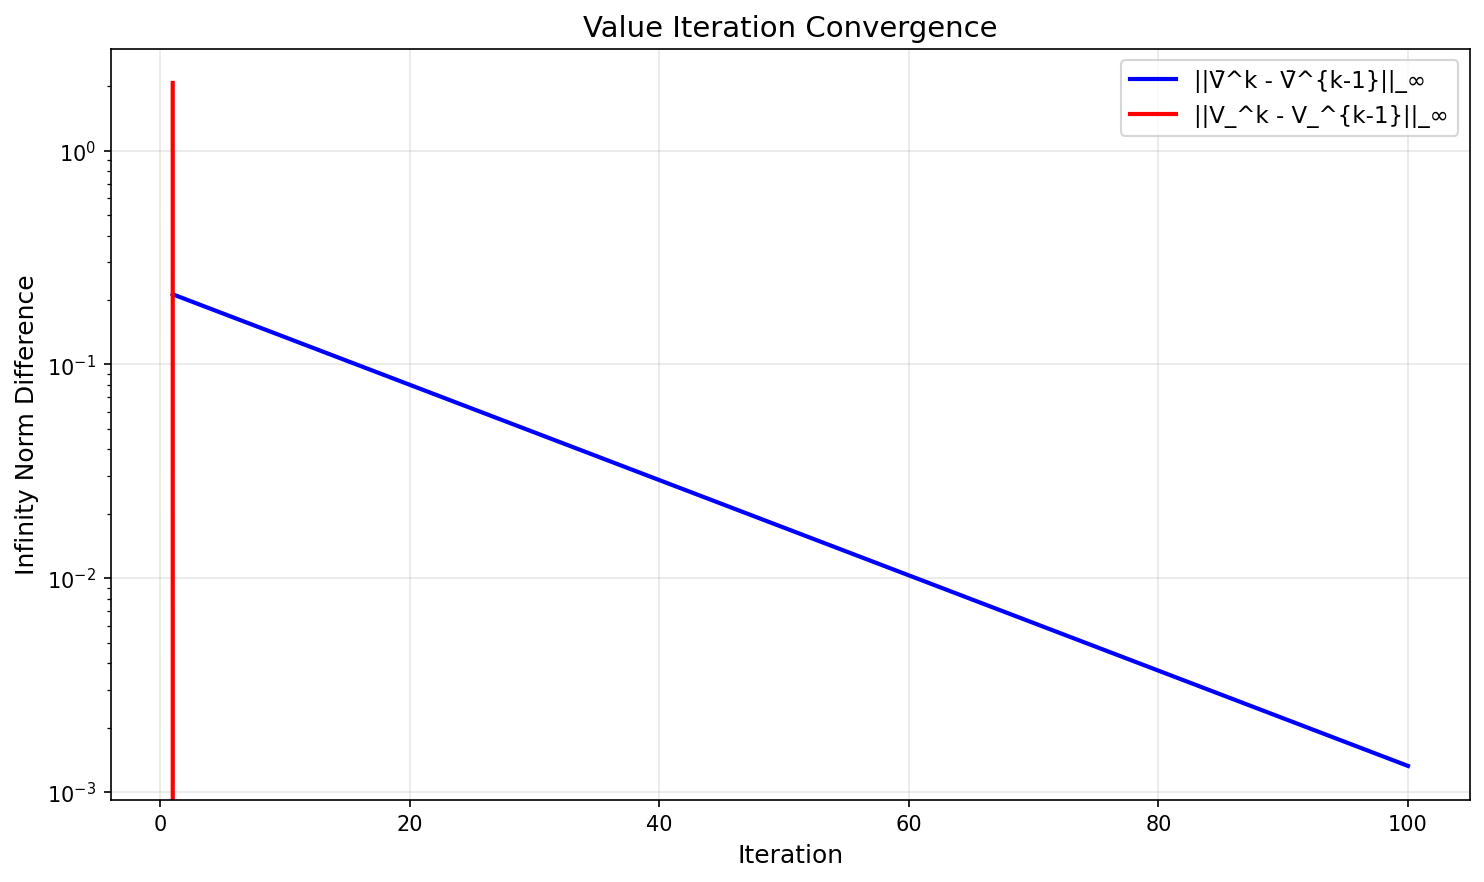 Value Iteration Convergence
||V̄^k - V̄^{k-1}||_∞
||V_^k - V_^{k-1}||_∞
10⁰
10⁻¹
10⁻²
10⁻³
Infinity Norm Difference
0 20 40 60 80 100
Iteration